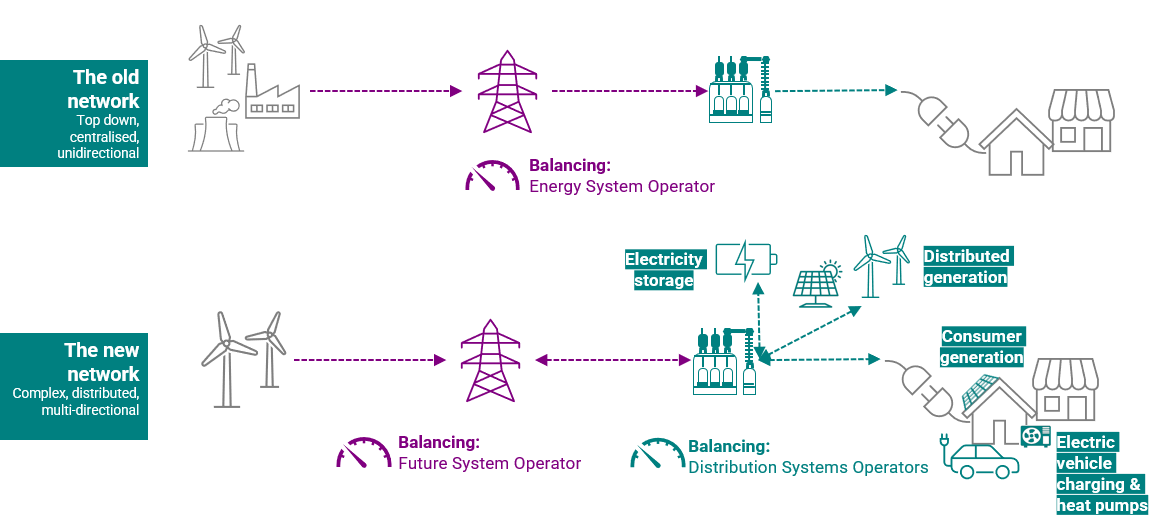 The old
network
Top down,
centralised,
unidirectional
Balancing:
Energy System Operator
Electricity
storage
Distributed
generation
The new
network
Complex, distributed,
multi-directional
Consumer
generation
Balancing:
Future System Operator
Balancing:
Distribution Systems Operators
Electric
vehicle
charging &
heat pumps